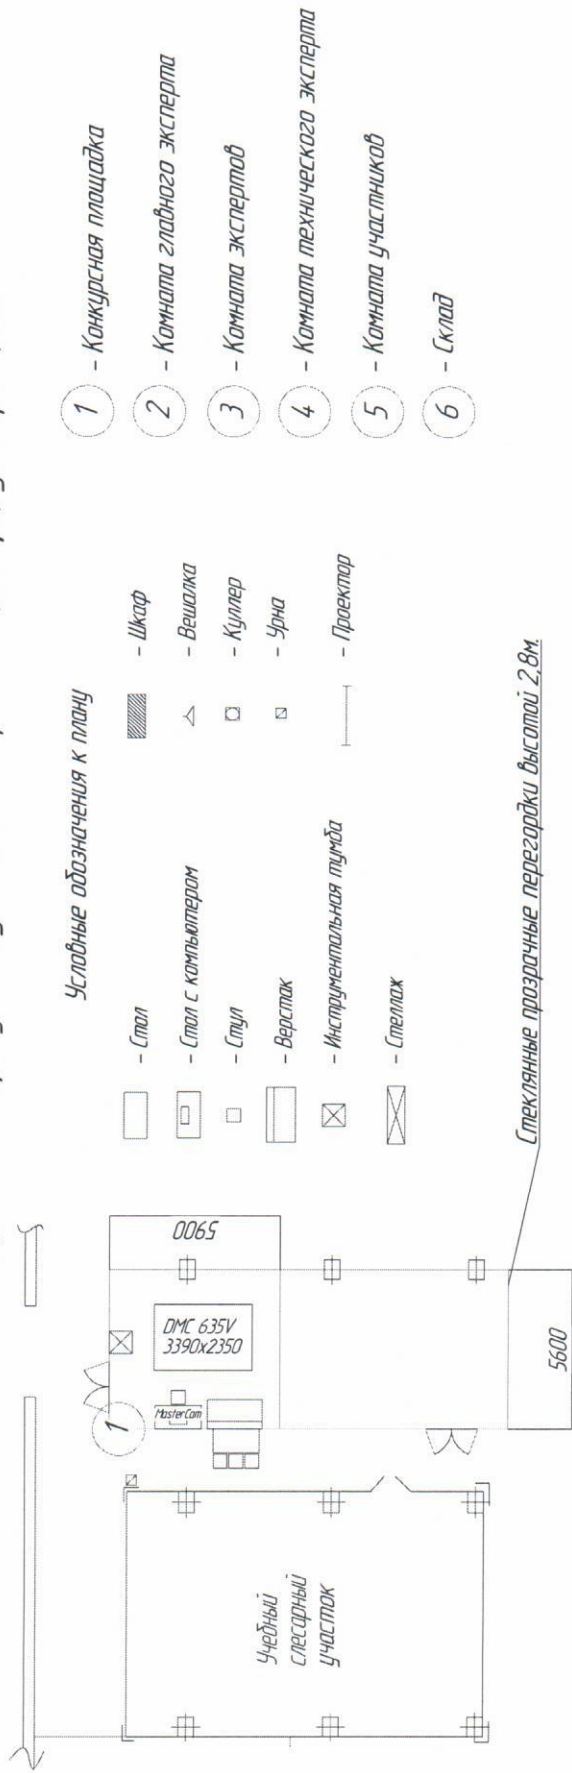 Условные обозначения к плану
- Стол
- Стол с компьютером
- Стул
- Верстак
- Инструментальная тумба
- Стеллаж
- Шкаф
- Вешалка
- Куллер
- Урна
- Проектор
1 - Конкурсная площадка
2 - Комната главного эксперта
3 - Комната экспертов
4 - Комната технического эксперта
5 - Комната участников
6 - Склад
Учебный
слесарный
участок
1
MasterCam
DMC 635V
3390x2350
5900
5600
Стеклянные прозрачные перегордки высотой 2,8м.